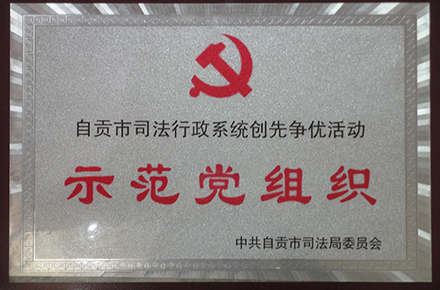 自贡市司法行政系统创先争优活动
示范党组织
中共自贡市司法局委员会